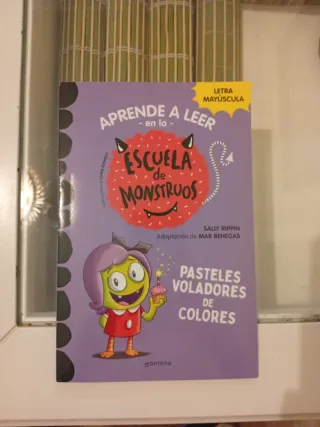 LETRA
MAYÚSCULA
APRENDE A LEER
- en la -
ESCUELA
de
MONSTRUOS
SALLY RIPPIN
Adaptación de MAR BENEGAS
PASTELES
VOLADORES
DE
COLORES
montena